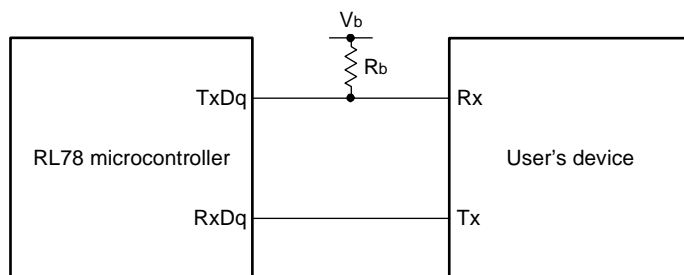 Vb
Rb
TxDq
Rx
RL78 microcontroller
User's device
RxDq
Tx